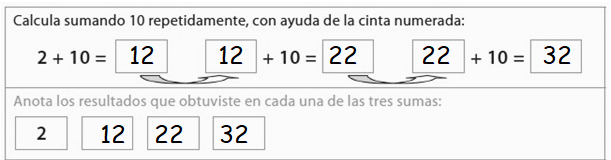 Calcula sumando 10 repetidamente, con ayuda de la cinta numerada:
2 + 10 = 12 12 + 10 = 22 22 + 10 = 32
Anota los resultados que obtuviste en cada una de las tres sumas:
2 12 22 32